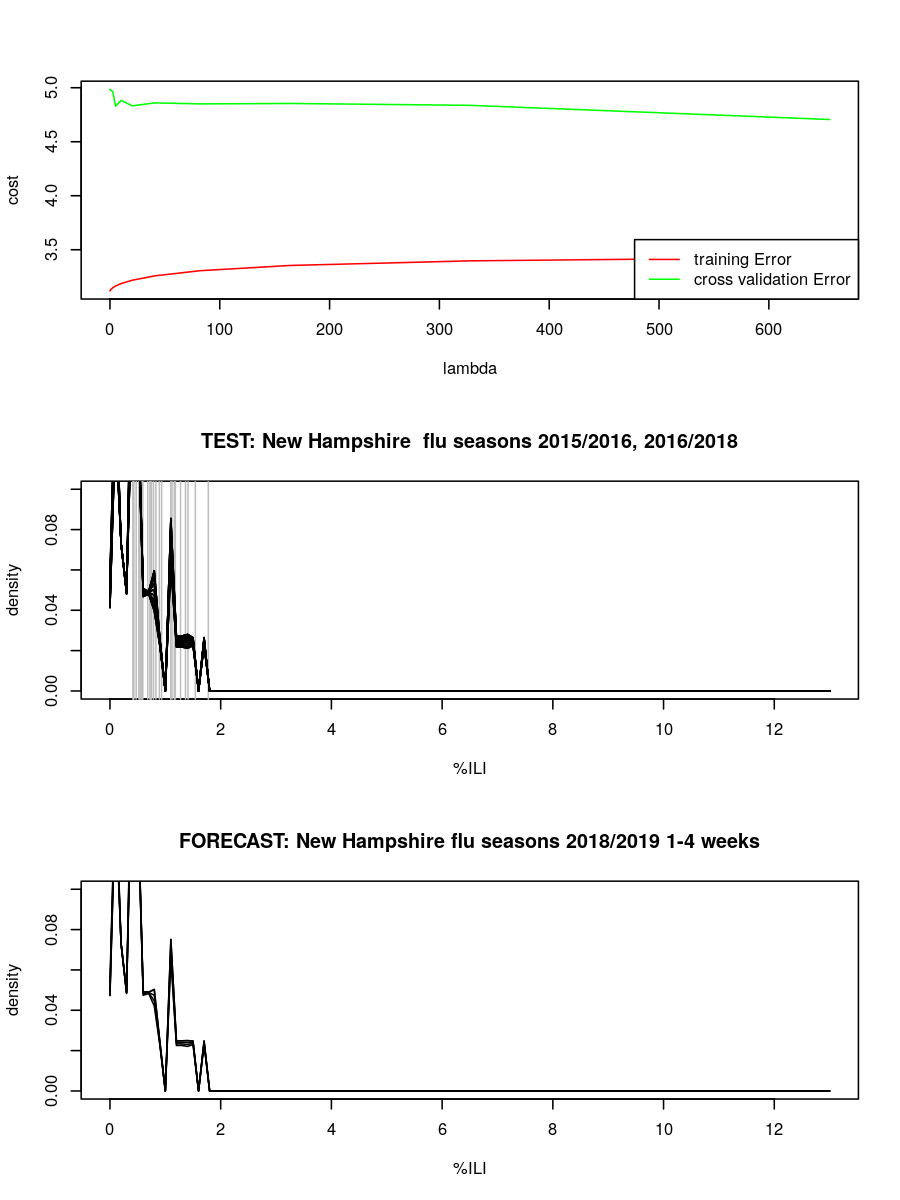 cost
5.0
4.5
4.0
3.5
training Error
cross validation Error
0 100 200 300 400 500 600
lambda
TEST: New Hampshire  flu seasons 2015/2016, 2016/2018
density
0.08
0.04
0.00
0 2 4 6 8 10 12
%ILI
FORECAST: New Hampshire flu seasons 2018/2019 1-4 weeks
density
0.08
0.04
0.00
0 2 4 6 8 10 12
%ILI